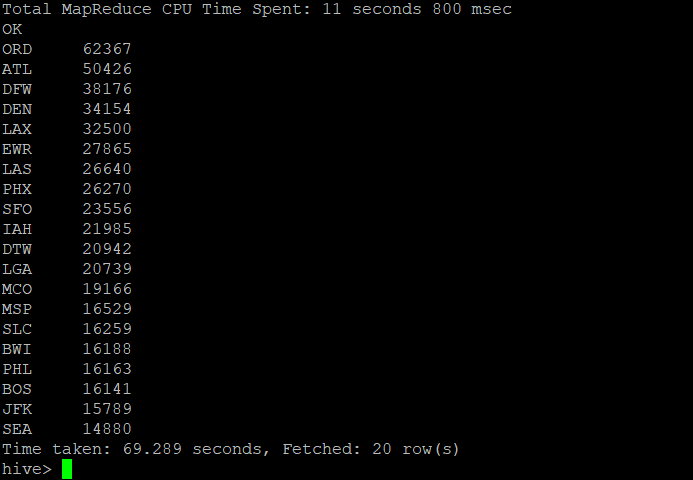 Total MapReduce CPU Time Spent: 11 seconds 800 msec
OK
ORD     62367
ATL     50426
DFW     38176
DEN     34154
LAX     32500
EWR     27865
LAS     26640
PHX     26270
SFO     23556
IAH     21985
DTW     20942
LGA     20739
MCO     19166
MSP     16529
SLC     16259
BWI     16188
PHL     16163
BOS     16141
JFK     15789
SEA     14880
Time taken: 69.289 seconds, Fetched: 20 row(s)
hive>